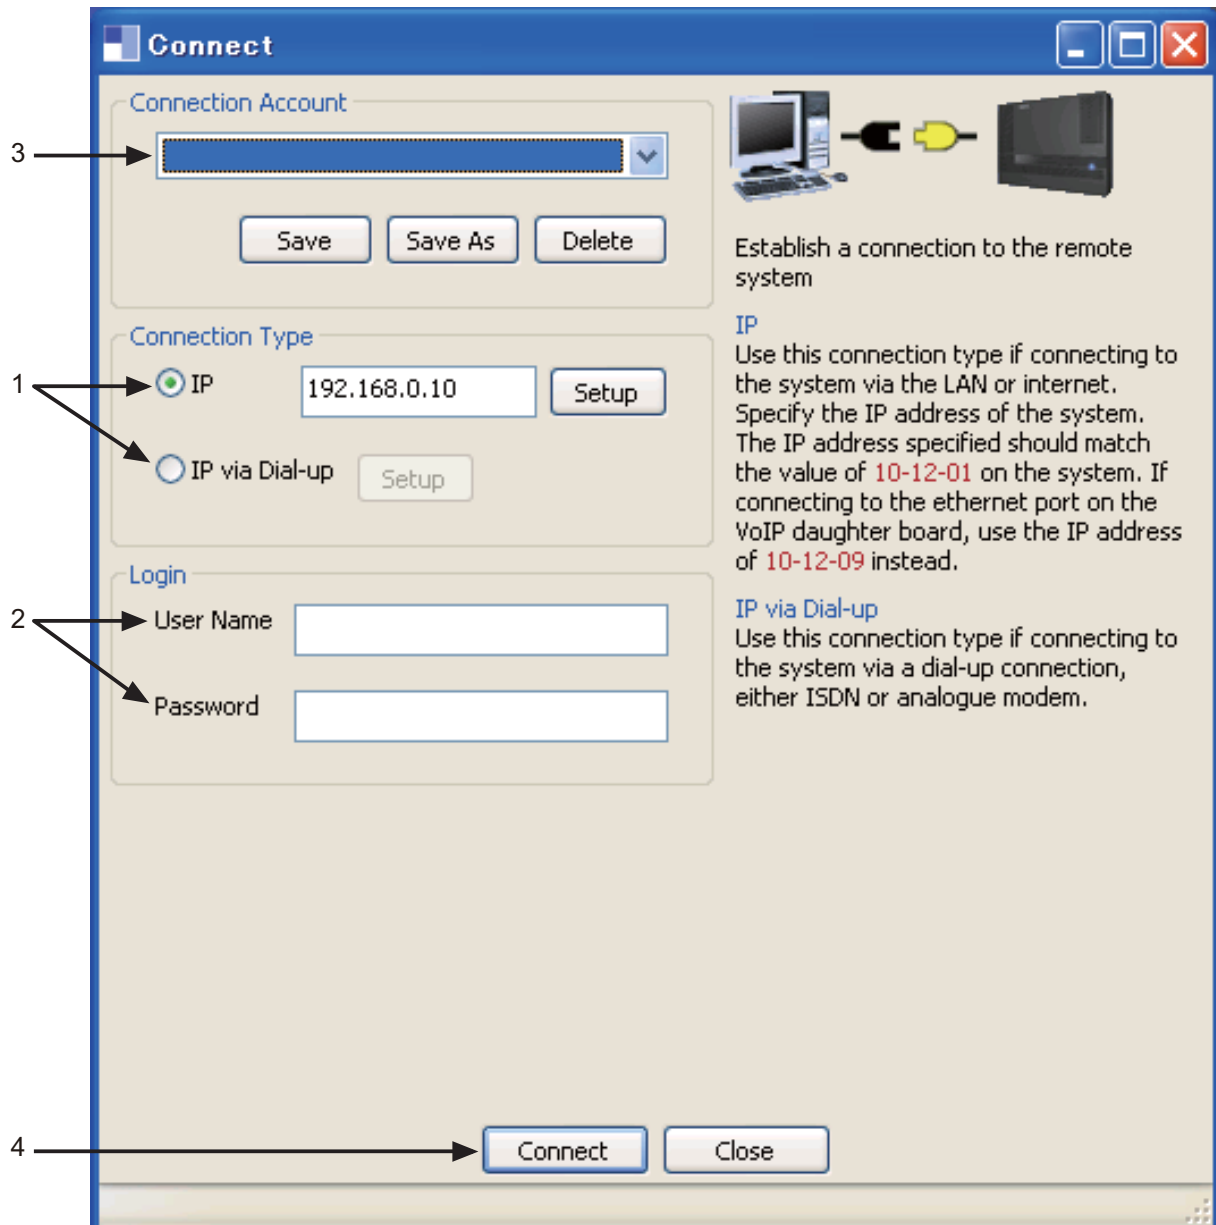 Connect
Connection Account
3
Save
Save As
Delete
Connection Type
1
IP
192.168.0.10
Setup
IP via Dial-up
Setup
Login
2
User Name
Password
Establish a connection to the remote
system
IP
Use this connection type if connecting to
the system via the LAN or internet.
Specify the IP address of the system.
The IP address specified should match
the value of 10-12-01 on the system. If
connecting to the ethernet port on the
VoIP daughter board, use the IP address
of 10-12-09 instead.
IP via Dial-up
Use this connection type if connecting to
the system via a dial-up connection,
either ISDN or analogue modem.
4
Connect
Close